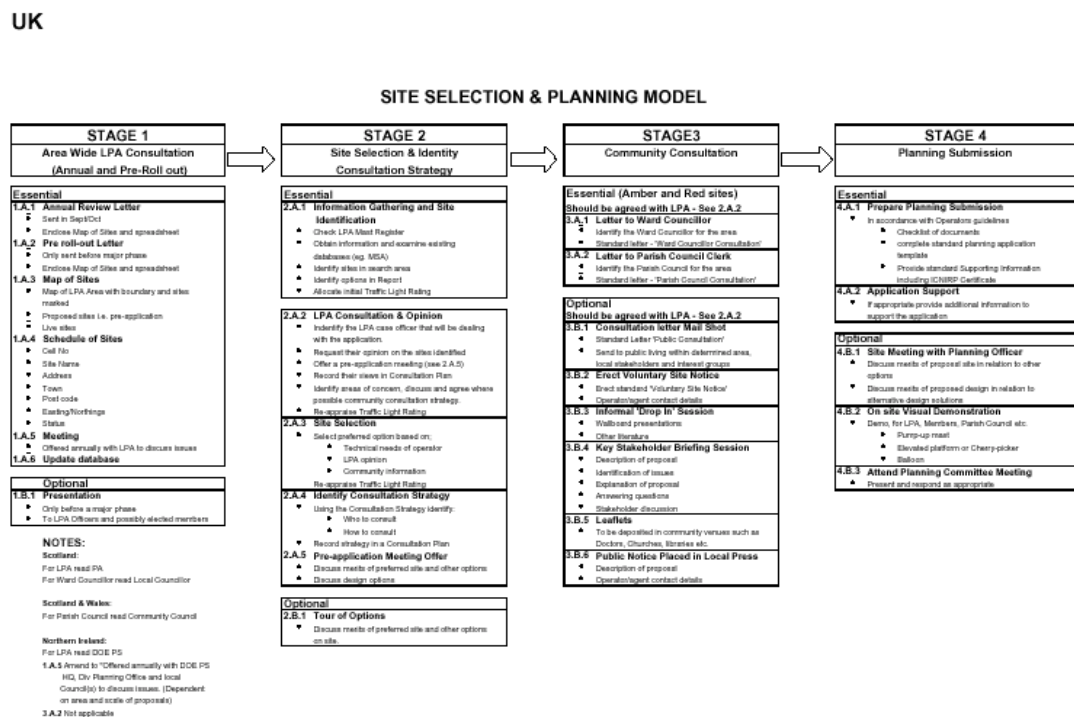 UK
SITE SELECTION & PLANNING MODEL
STAGE 1
Area Wide LPA Consultation
(Annual and Pre-Roll out)
Essential
1.A.1 Annual Review Letter
Sent in Sept/Oct
Enclose Map of Sites and spreadsheet
1.A.2 Pre roll-out Letter
Only sent before major phase
Enclose Map of Sites and spreadsheet
1.A.3 Map of Sites
Map of LPA Area with boundary and sites
marked
Proposed sites i.e. pre-application
Live sites
1.A.4 Schedule of Sites
Cell No
Site Name
Address
Town
Post code
Easting/Northings
Status
1.A.5 Meeting
Offered annually with LPA to discuss issues
1.A.6 Update database
Optional
1.B.1 Presentation
Only before a major phase
To LPA Officers and possibly elected members
NOTES:
Scotland:
For LPA read PA
For Ward Councillor read Local Councillor
Scotland & Wales:
For Parish Council read Community Council
Northern Ireland:
For LPA read DOE PS
1.A.5 Amend to "Offered annually with DOE PS
HQ, Div Planning Office and local
Council(s) to discuss issues. (Dependent
on area and scale of proposals)
3.A.2 Not applicable
STAGE 2
Site Selection & Identity
Consultation Strategy
Essential
2.A.1 Information Gathering and Site
Identification
Check LPA Mast Register
Obtain information and examine existing
databases (eg. MSA)
Identify sites in search area
Identify options in Report
Allocate initial Traffic Light Rating
2.A.2 LPA Consultation & Opinion
Indentify the LPA case officer that will be dealing
with the application.
Request their opinion on the sites identified
Offer a pre-application meeting (see 2.A.5)
Record their views in Consultation Plan
Identify areas of concern, discuss and agree where
possible community consultation strategy.
Re-appraise Traffic Light Rating
2.A.3 Site Selection
Select preferred option based on;
Technical needs of operator
LPA opinion
Community information
Re-appraise Traffic Light Rating
2.A.4 Identify Consultation Strategy
Using the Consultation Strategy identify:
Who to consult
How to consult
Record strategy in a Consultation Plan
2.A.5 Pre-application Meeting Offer
Discuss merits of preferred site and other options
Discuss design options
Optional
2.B.1 Tour of Options
Discuss merits of preferred site and other options
on site.
STAGE3
Community Consultation
Essential (Amber and Red sites)
Should be agreed with LPA - See 2.A.2
3.A.1 Letter to Ward Councillor
Identify the Ward Councillor for the area
Standard letter - 'Ward Councillor Consultation'
3.A.2 Letter to Parish Council Clerk
Identify the Parish Council for the area
Standard letter - 'Parish Council Consultation'
Optional
Should be agreed with LPA - See 2.A.2
3.B.1 Consultation letter Mail Shot
Standard Letter 'Public Consultation'
Send to public living within determined area,
local stakeholders and interest groups
3.B.2 Erect Voluntary Site Notice
Erect standard 'Voluntary Site Notice'
Operator/agent contact details
3.B.3 Informal 'Drop In' Session
Wallboard presentations
Other literature
3.B.4 Key Stakeholder Briefing Session
Description of proposal
Identification of issues
Explanation of proposal
Answering questions
Stakeholder discussion
3.B.5 Leaflets
To be deposited in community venues such as
Doctors, Churches, libraries etc.
3.B.6 Public Notice Placed in Local Press
Description of proposal
Operator/agent contact details
STAGE 4
Planning Submission
Essential
4.A.1 Prepare Planning Submission
In accordance with Operators guidelines
Checklist of documents
complete standard planning application
template
Provide standard Supporting Information
including ICNIRP Certificate
4.A.2 Application Support
If appropriate provide additional information to
support the application
Optional
4.B.1 Site Meeting with Planning Officer
Discuss merits of proposal site in relation to other
options
Discuss merits of proposed design in relation to
alternative design solutions
4.B.2 On site Visual Demonstration
Demo, for LPA, Members, Parish Council etc
Pump-up mast
Elevated platform or Cherry-picker
Balloon
4.B.3 Attend Planning Committee Meeting
Present and respond as appropriate